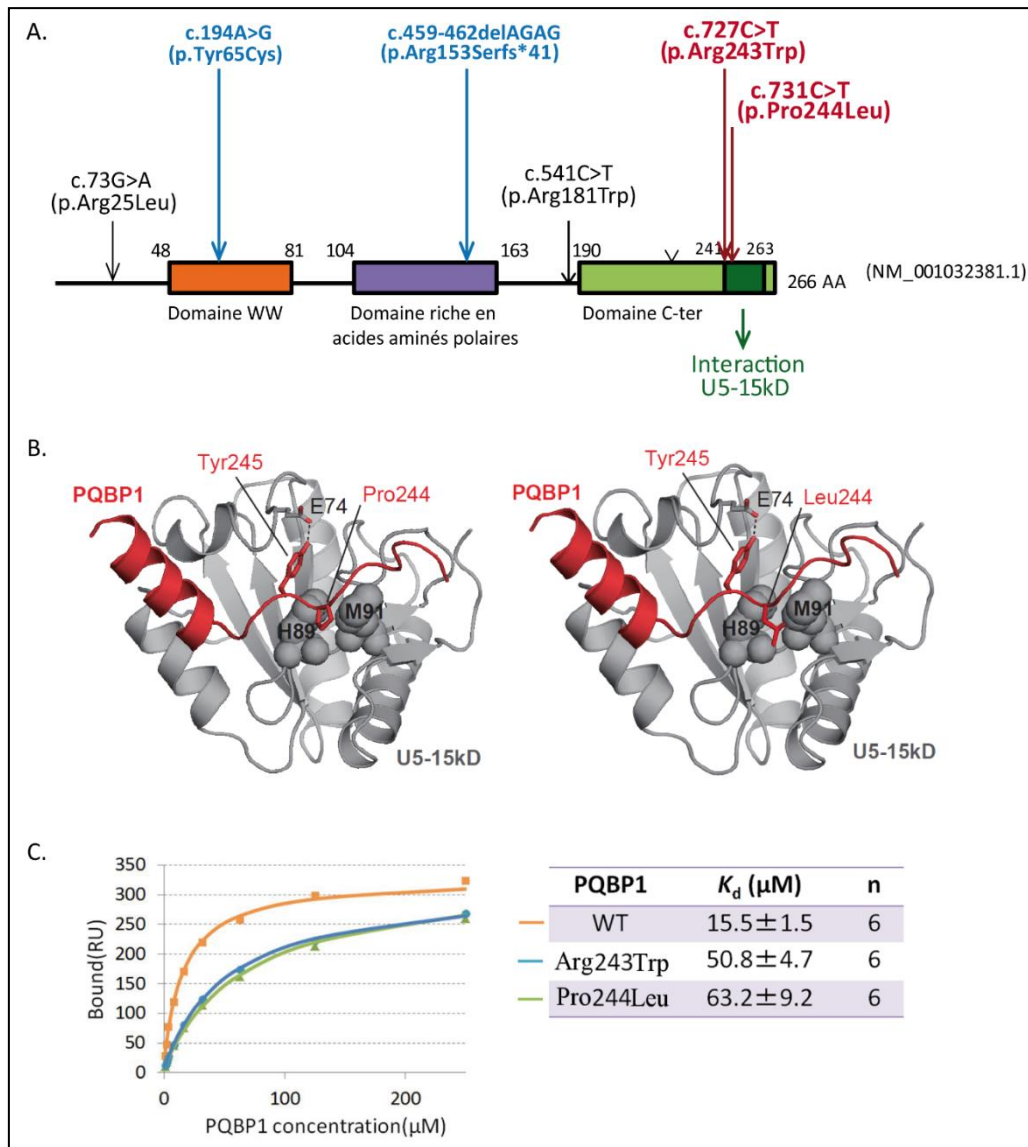 A.
c.194A>G
(p.Tyr65Cys)
c.459-462delAGAG
(p.Arg153Serfs*41)
c.727C>T
(p.Arg243Trp)
c.731C>T
(p.Pro244Leu)
c.73G>A
(p.Arg25Leu)
c.541C>T
(p.Arg181Trp)
48 81 104 163 190 241 263
266 AA (NM_001032381.1)
Domaine WW
Domaine riche en
acides aminés polaires
Domaine C-ter
Interaction
U5-15kD
B.
Tyr245
PQBP1 E74 Pro244
H89 M91
U5-15kD
Tyr245
PQBP1 E74 Leu244
H89 M91
U5-15kD
C.
Bound(RU)
350
300
250
200
150
100
50
0
0 100 200
PQBP1 concentration(µM)
PQBP1 Kd (µM) n
WT 15.5±1.5 6
Arg243Trp 50.8±4.7 6
Pro244Leu 63.2±9.2 6